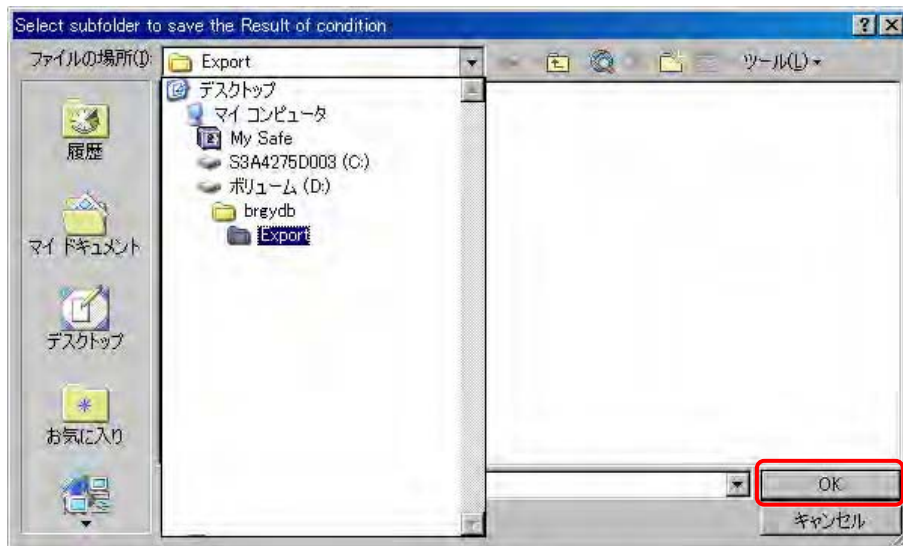 Select subfolder to save the Result of condition
ファイルの場所(I):
Export
ツール(L)
デスクトップ
マイ コンピュータ
My Safe
S3A4275D003 (C:)
ボリューム (D:)
brgydb
Export
履歴
マイ ドキュメント
デスクトップ
お気に入り
OK
キャンセル